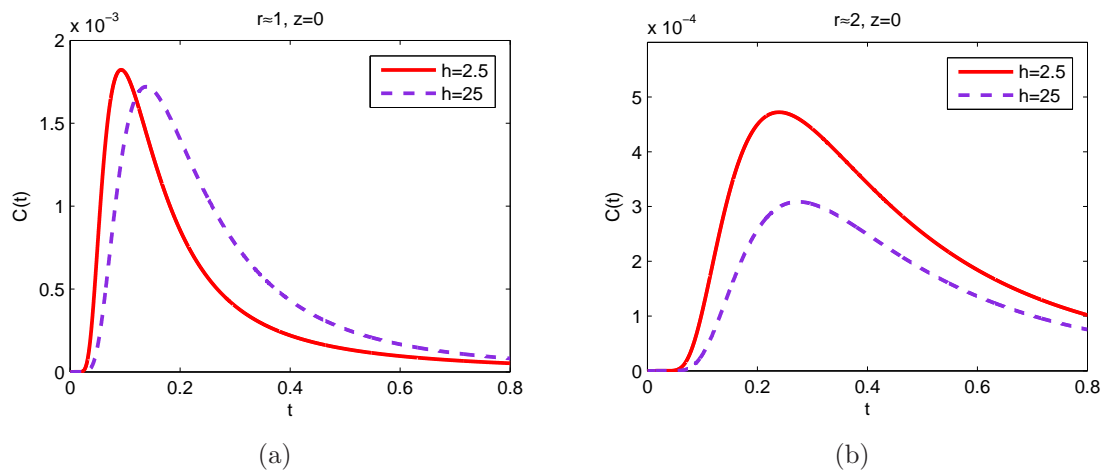 r≈1, z=0
x 10⁻³
2
1.5
1
0.5
0
0 0.2 0.4 0.6 0.8
C(t)
t
h=2.5
h=25
(a)
r≈2, z=0
x 10⁻⁴
5
4
3
2
1
0
0 0.2 0.4 0.6 0.8
C(t)
t
h=2.5
h=25
(b)